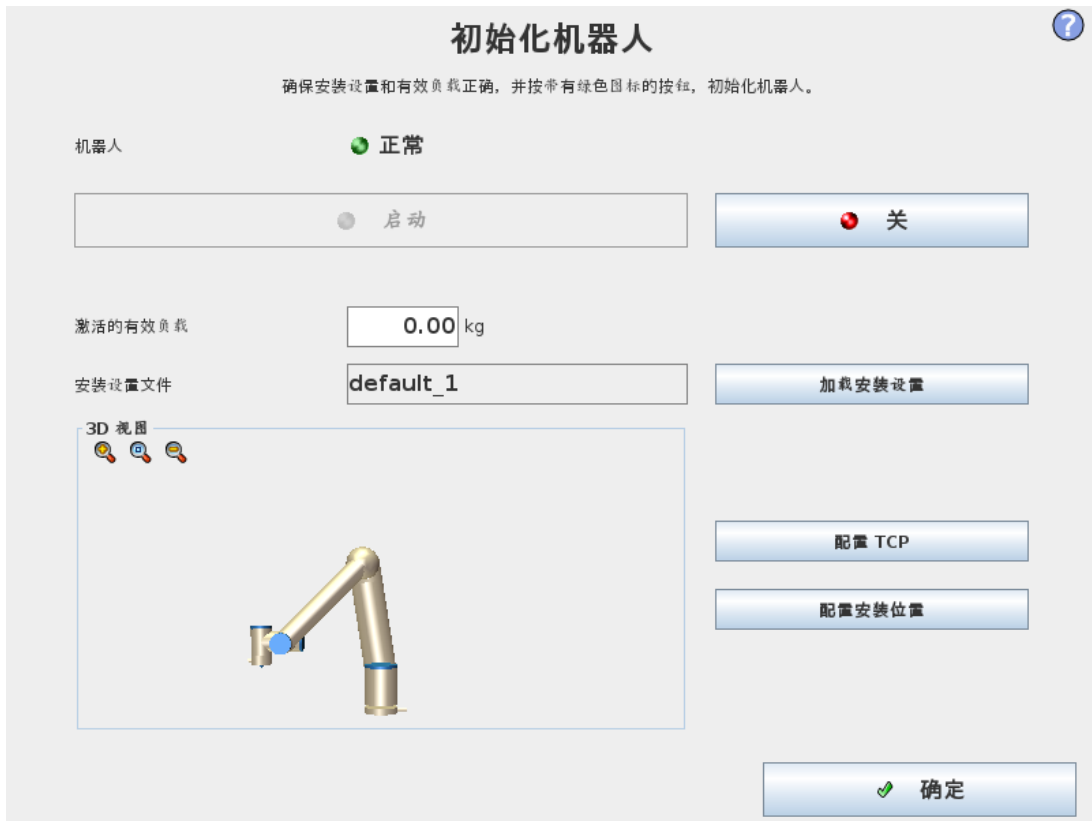 初始化机器人
?
确保安装设置和有效负载正确，并按带有绿色图标的按钮，初始化机器人。
机器人 正常
启动 关
激活的有效负载 0.00 kg
安装设置文件 default_1 加载安装设置
3D 视图
配置 TCP
配置安装位置
确定